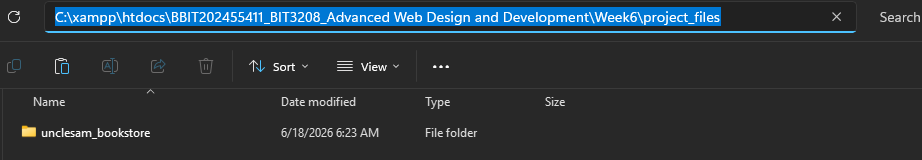 C:\xampp\htdocs\BBIT202455411_BIT3208_Advanced Web Design and Development\Week6\project_files
Search
Sort
View
Name Date modified Type Size
unclesam_bookstore 6/18/2026 6:23 AM File folder